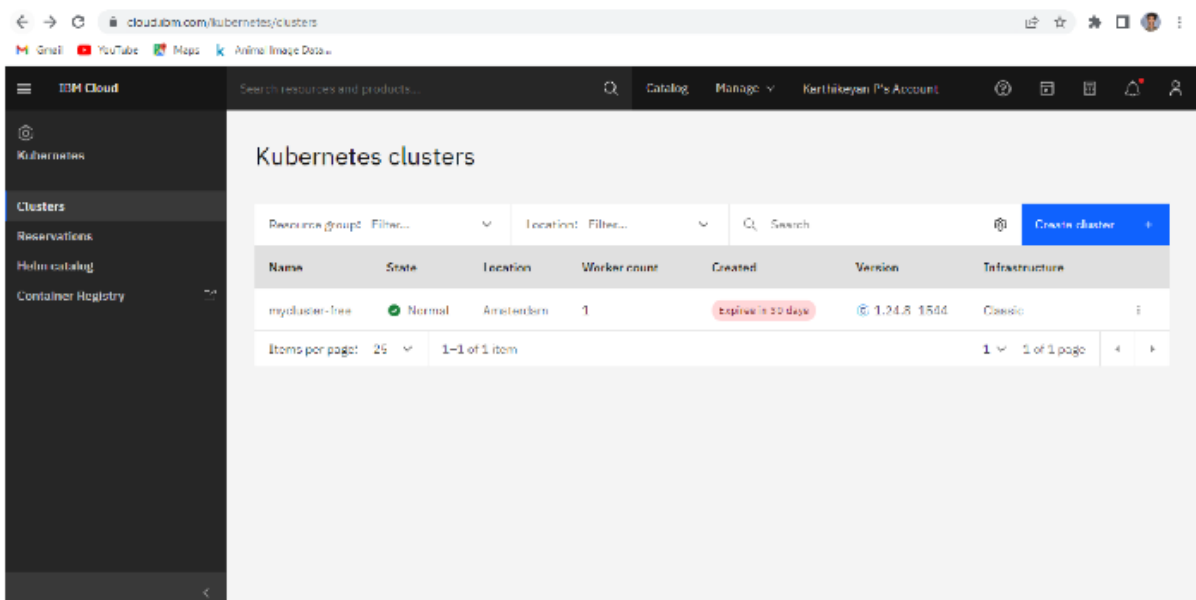 cloud.ibm.com/kubernetes/clusters
M Gmail YouTube Maps k Animal Image Data...
IBM Cloud Search resources and products... Catalog Manage Karthikeyan P's Account
Kubernetes
Kubernetes clusters
Clusters
Reservations
Helm catalog
Container Registry
Resource group: Filter... Location: Filter... Search Create cluster +
Name State Location Worker count Created Version Infrastructure
mycluster-free Normal Amsterdam 1 Expires in 30 days 1.24.8_1544 Classic
Items per page: 25 1–1 of 1 item 1 1 of 1 page